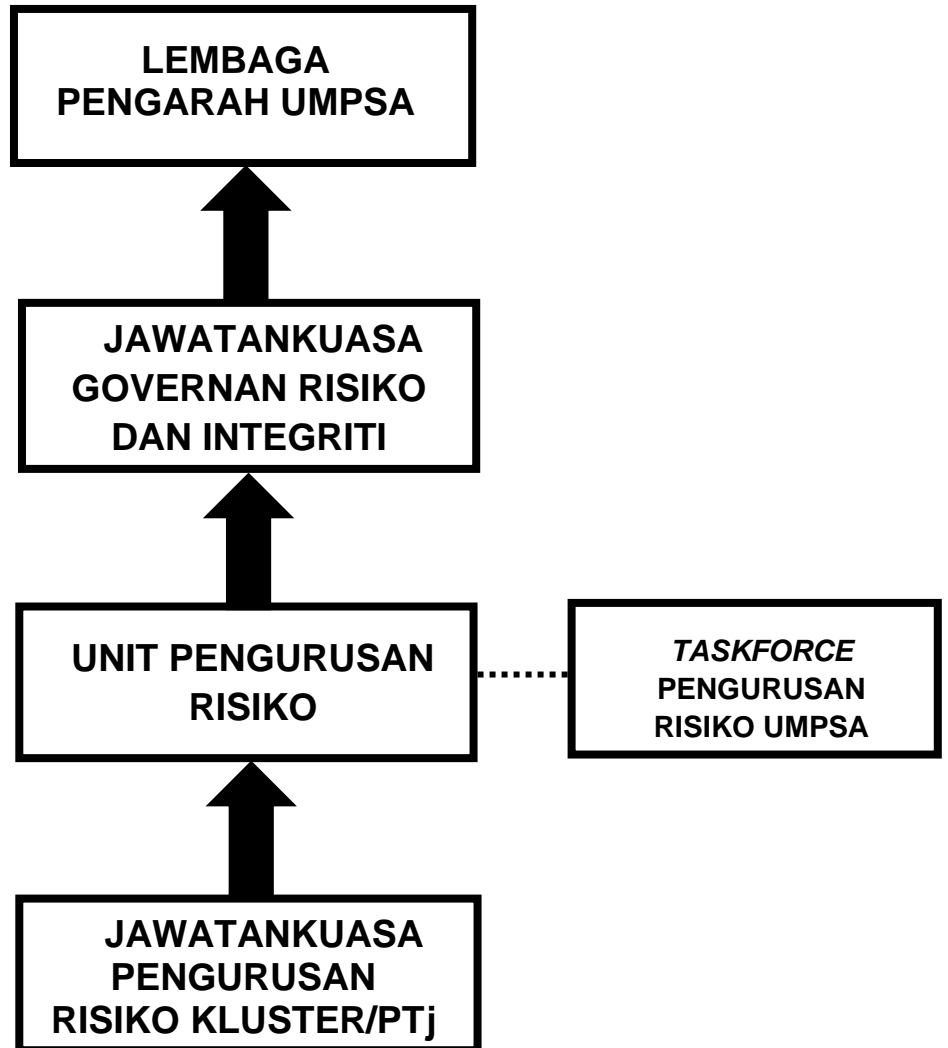 LEMBAGA
PENGARAH UMPSA
JAWATANKUASA
GOVERNAN RISIKO
DAN INTEGRITI
UNIT PENGURUSAN
RISIKO
TASKFORCE
PENGURUSAN
RISIKO UMPSA
JAWATANKUASA
PENGURUSAN
RISIKO KLUSTER/PTj